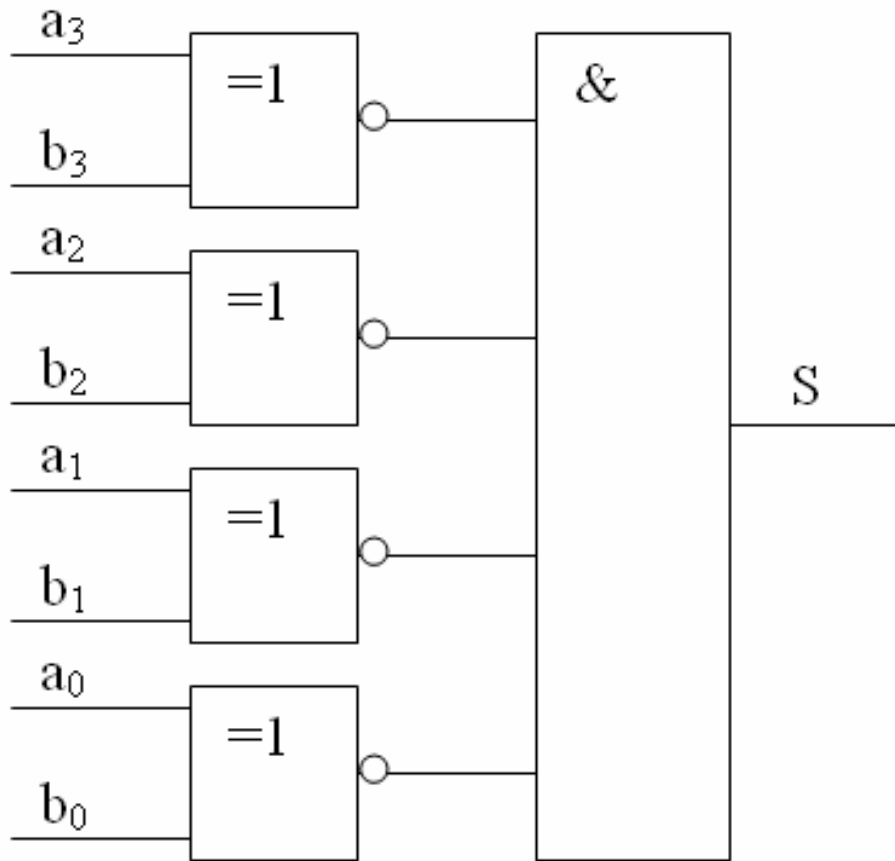 a₃
=1
&
b₃
a₂
=1
b₂
S
a₁
=1
b₁
a₀
=1
b₀